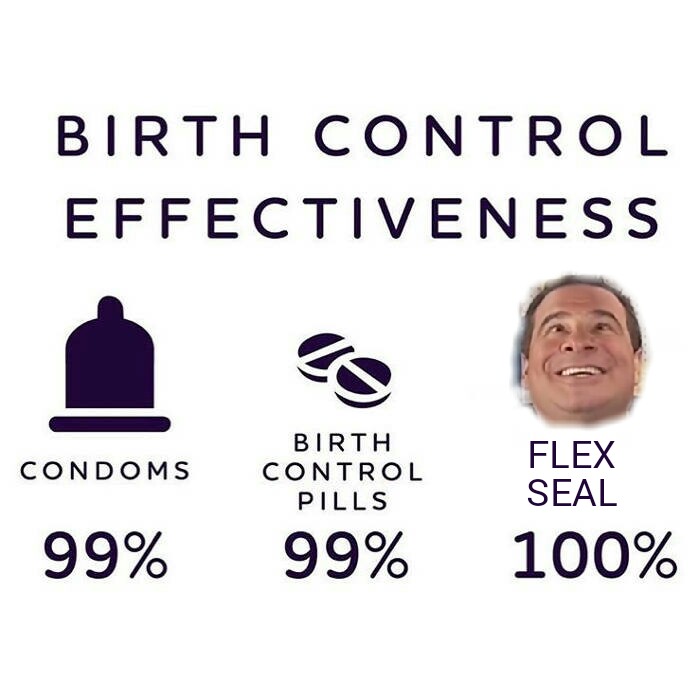 BIRTH CONTROL
EFFECTIVENESS
CONDOMS
99%
BIRTH
CONTROL
PILLS
99%
FLEX
SEAL
100%